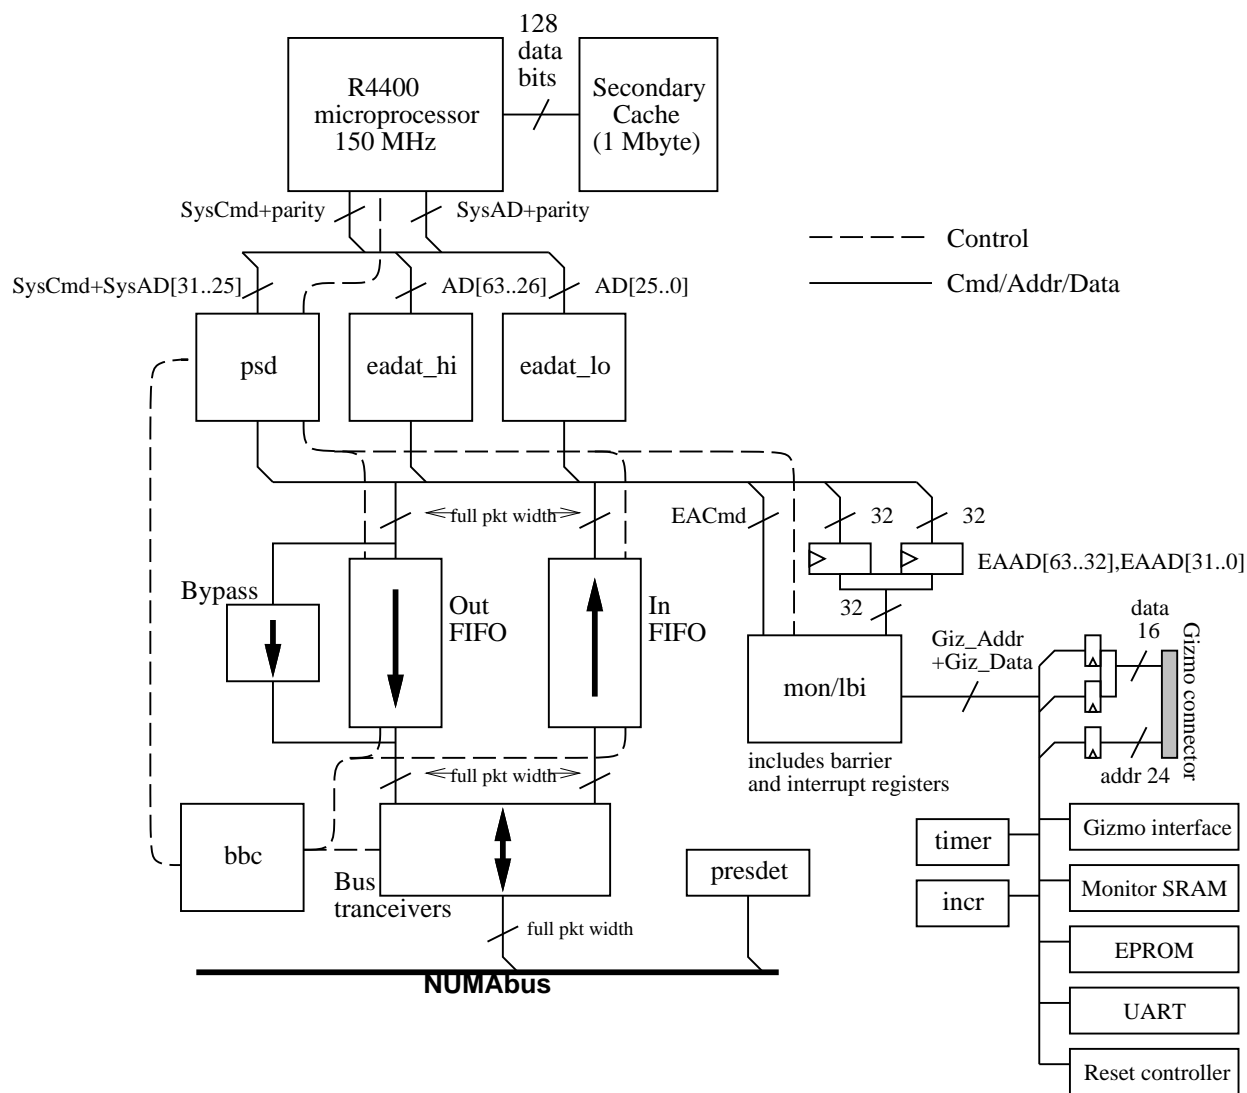 128
data
bits
R4400
microprocessor
150 MHz
Secondary
Cache
(1 Mbyte)
SysCmd+parity
SysAD+parity
Control
Cmd/Addr/Data
SysCmd+SysAD[31..25]
AD[63..26]
AD[25..0]
psd
eadat_hi
eadat_lo
full pkt width
EACmd
32
32
EAAD[63..32],EAAD[31..0]
Bypass
Out
FIFO
In
FIFO
32
data
16
Gizmo connector
Giz_Addr
+Giz_Data
mon/lbi
includes barrier
and interrupt registers
addr 24
full pkt width
bbc
Bus
tranceivers
presdet
timer
incr
Gizmo interface
Monitor SRAM
EPROM
UART
Reset controller
full pkt width
NUMAbus